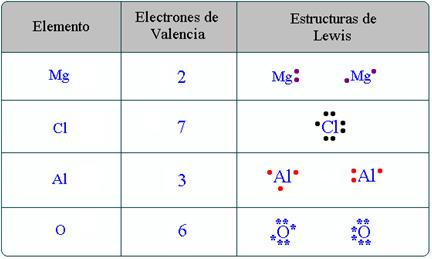 Elemento
Electrones de
Valencia
Estructuras de
Lewis
Mg
2
Mg
Mg
Cl
7
Cl
Al
3
Al
Al
O
6
O
O